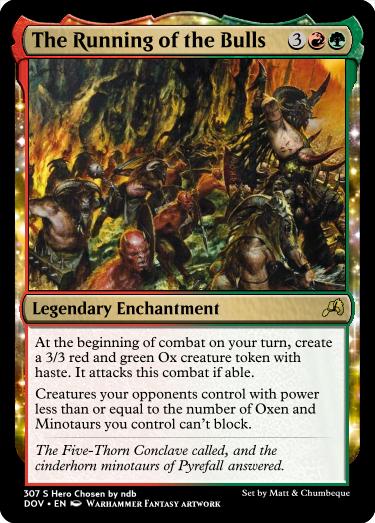 The Running of the Bulls 3
Legendary Enchantment
At the beginning of combat on your turn, create
a 3/3 red and green Ox creature token with
haste. It attacks this combat if able.
Creatures your opponents control with power
less than or equal to the number of Oxen and
Minotaurs you control can't block.
The Five-Thorn Conclave called, and the
cinderhorn minotaurs of Pyrefall answered.
307 S Hero Chosen by ndb
Set by Matt & Chumbeque
DOV • EN Warhammer Fantasy artwork